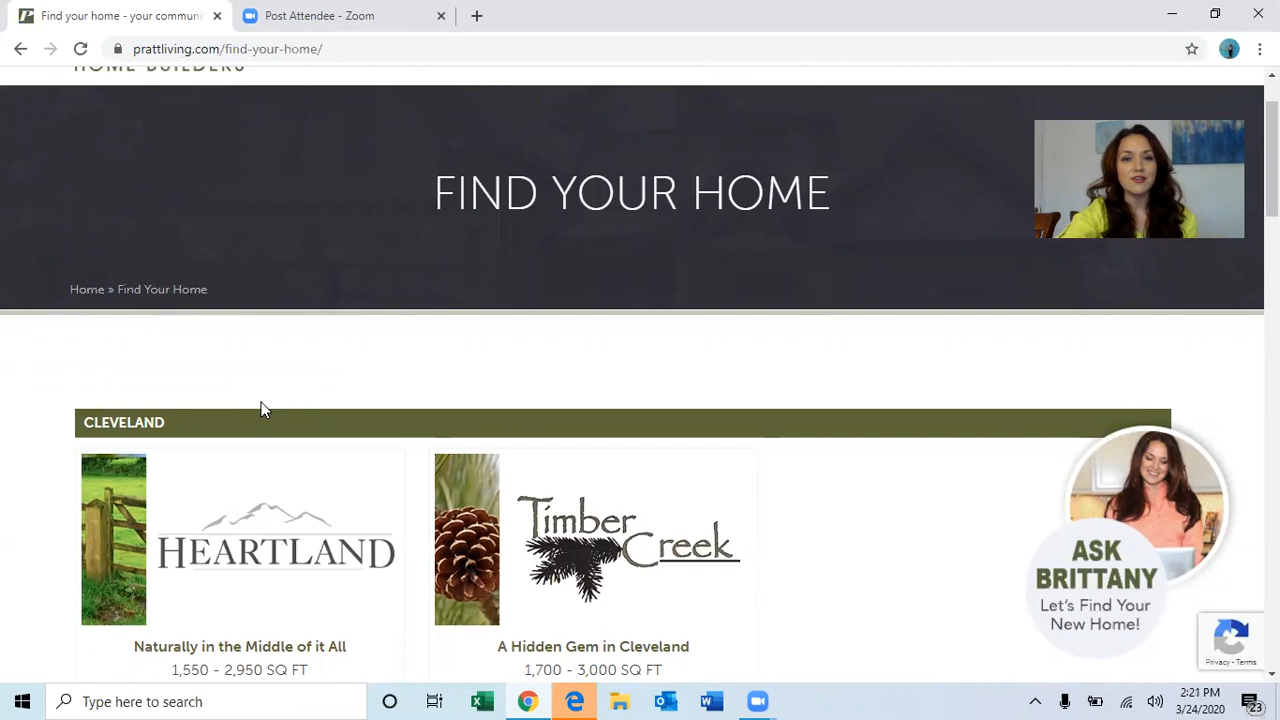 Find your home - your communi
Post Attendee - Zoom
prattliving.com/find-your-home/
HOME BUILDERS
FIND YOUR HOME
Home » Find Your Home
CLEVELAND
HEARTLAND
Timber
Creek
Naturally in the Middle of it All
1,550 - 2,950 SQ FT
A Hidden Gem in Cleveland
1,700 - 3,000 SQ FT
ASK
BRITTANY
Let's Find Your
New Home!
Privacy - Terms
Type here to search
2:21 PM
3/24/2020
23